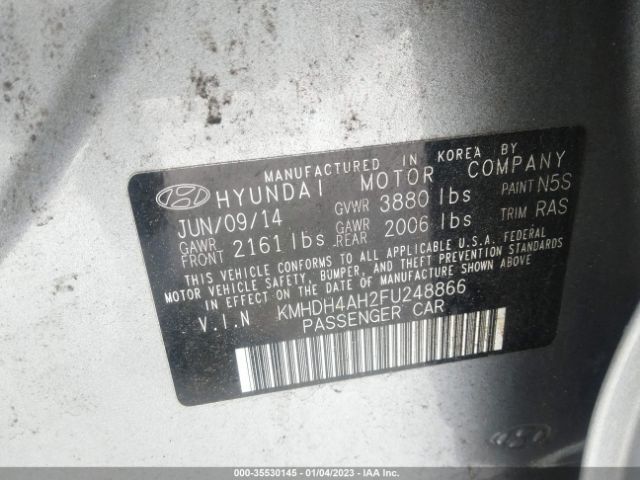 MANUFACTURED IN KOREA BY
HYUNDAI MOTOR COMPANY
JUN/09/14 GVWR 3880 lbs PAINT N5S
GAWR FRONT 2161 lbs GAWR REAR 2006 lbs TRIM RAS
THIS VEHICLE CONFORMS TO ALL APPLICABLE U.S.A. FEDERAL
MOTOR VEHICLE SAFETY, BUMPER, AND THEFT PREVENTION STANDARDS
IN EFFECT ON THE DATE OF MANUFACTURE SHOWN ABOVE.
V.I.N KMHDH4AH2FU248866
PASSENGER CAR
000-35530145 - 01/04/2023 - IAA Inc.